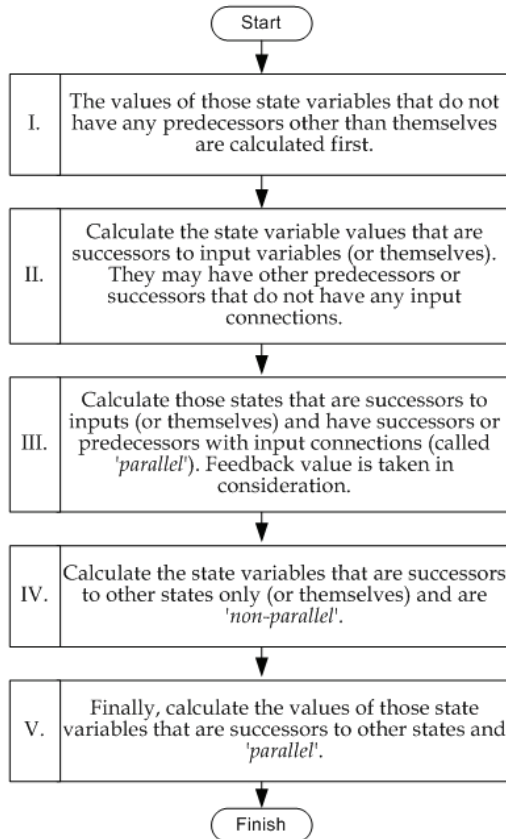 Start
I.
The values of those state variables that do not
have any predecessors other than themselves
are calculated first.
II.
Calculate the state variable values that are
successors to input variables (or themselves).
They may have other predecessors or
successors that do not have any input
connections.
III.
Calculate those states that are successors to
inputs (or themselves) and have successors or
predecessors with input connections (called
'parallel'). Feedback value is taken in
consideration.
IV.
Calculate the state variables that are successors
to other states only (or themselves) and are
'non-parallel'.
V.
Finally, calculate the values of those state
variables that are successors to other states and
'parallel'.
Finish